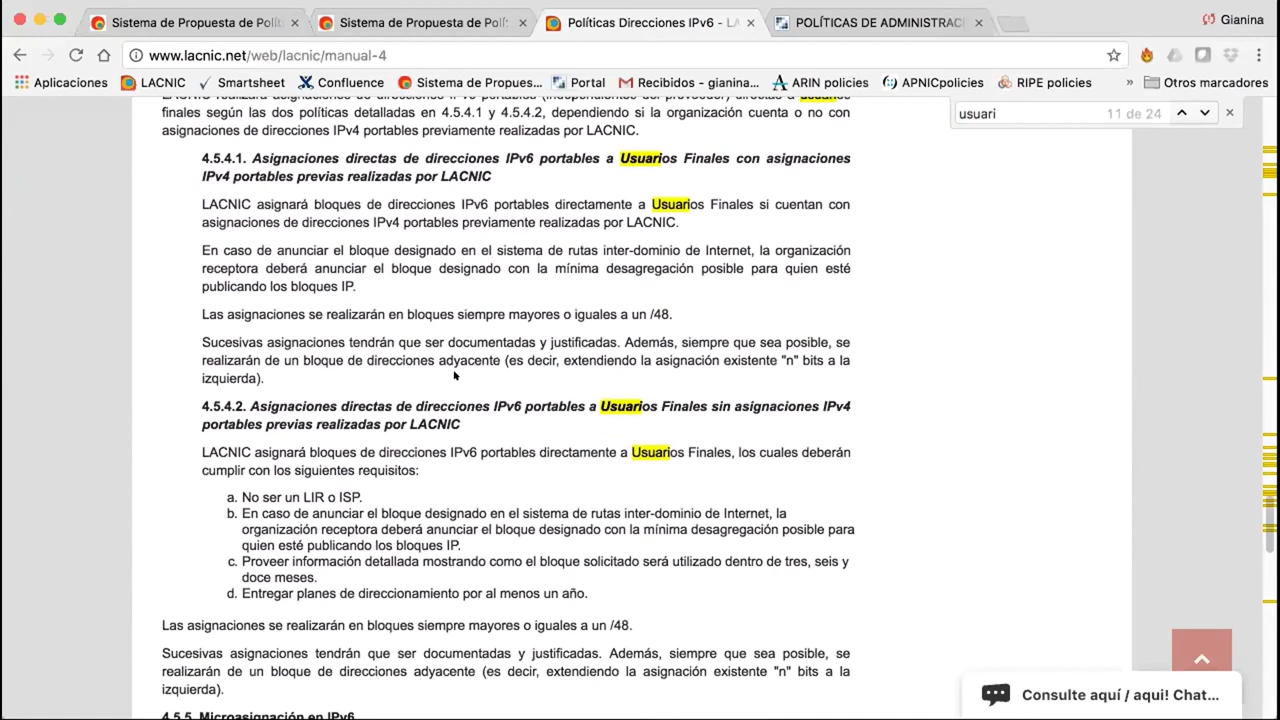 Sistema de Propuesta de Polít
Sistema de Propuesta de Polít
Políticas Direcciones IPv6 - LA
POLÍTICAS DE ADMINISTRAC
Gianina
www.lacnic.net/web/lacnic/manual-4
Aplicaciones
LACNIC
Smartsheet
Confluence
Sistema de Propues...
Portal
Recibidos - gianina...
ARIN policies
APNICpolicies
RIPE policies
» Otros marcadores
usuari 11 de 24
finales según las dos políticas detalladas en 4.5.4.1 y 4.5.4.2, dependiendo si la organización cuenta o no con
asignaciones de direcciones IPv4 portables previamente realizadas por LACNIC.
4.5.4.1. Asignaciones directas de direcciones IPv6 portables a Usuarios Finales con asignaciones
IPv4 portables previas realizadas por LACNIC
LACNIC asignará bloques de direcciones IPv6 portables directamente a Usuarios Finales si cuentan con
asignaciones de direcciones IPv4 portables previamente realizadas por LACNIC.
En caso de anunciar el bloque designado en el sistema de rutas inter-dominio de Internet, la organización
receptora deberá anunciar el bloque designado con la mínima desagregación posible para quien esté
publicando los bloques IP.
Las asignaciones se realizarán en bloques siempre mayores o iguales a un /48.
Sucesivas asignaciones tendrán que ser documentadas y justificadas. Además, siempre que sea posible, se
realizarán de un bloque de direcciones adyacente (es decir, extendiendo la asignación existente "n" bits a la
izquierda).
4.5.4.2. Asignaciones directas de direcciones IPv6 portables a Usuarios Finales sin asignaciones IPv4
portables previas realizadas por LACNIC
LACNIC asignará bloques de direcciones IPv6 portables directamente a Usuarios Finales, los cuales deberán
cumplir con los siguientes requisitos:
a. No ser un LIR o ISP.
b. En caso de anunciar el bloque designado en el sistema de rutas inter-dominio de Internet, la
organización receptora deberá anunciar el bloque designado con la mínima desagregación posible para
quien esté publicando los bloques IP.
c. Proveer información detallada mostrando como el bloque solicitado será utilizado dentro de tres, seis y
doce meses.
d. Entregar planes de direccionamiento por al menos un año.
Las asignaciones se realizarán en bloques siempre mayores o iguales a un /48.
Sucesivas asignaciones tendrán que ser documentadas y justificadas. Además, siempre que sea posible, se
realizarán de un bloque de direcciones adyacente (es decir, extendiendo la asignación existente "n" bits a la
izquierda).
4.5.5. Microasignación en IPv6
Consulte aquí / aqui! Chat...